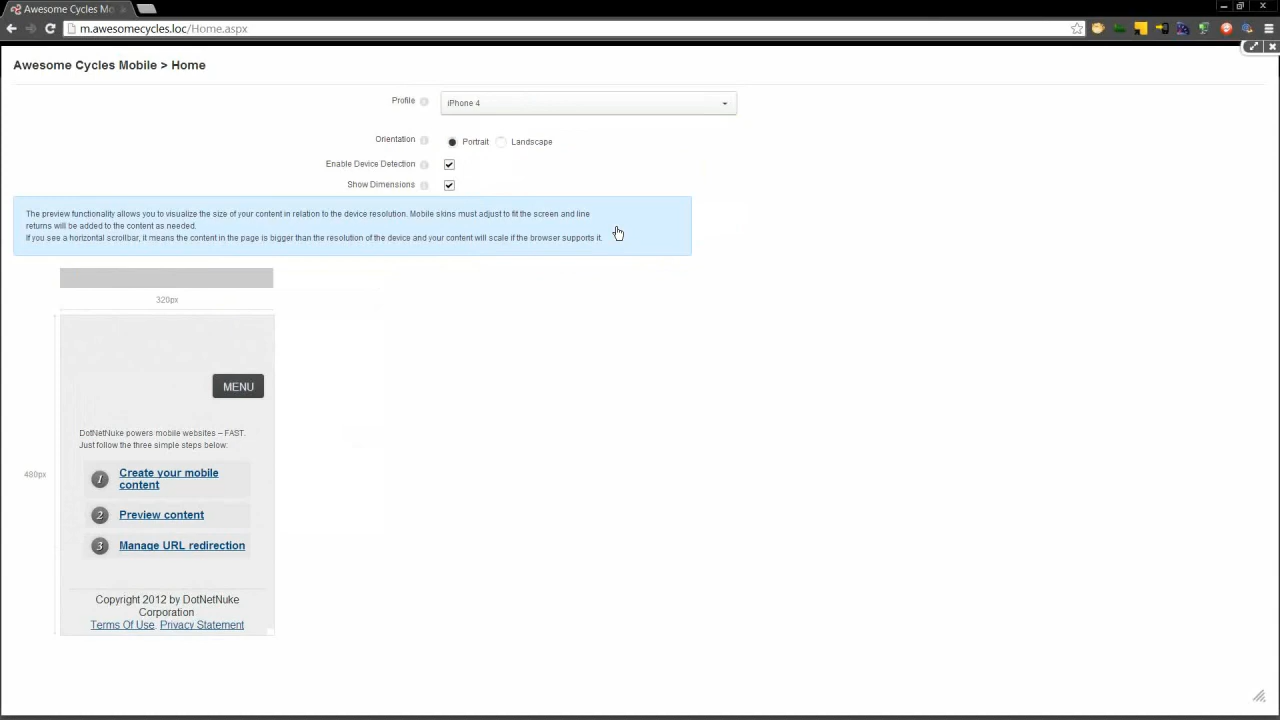 Awesome Cycles Mo
m.awesomecycles.loc/Home.aspx
Awesome Cycles Mobile > Home
Profile
iPhone 4
Orientation
Portrait
Landscape
Enable Device Detection
Show Dimensions
The preview functionality allows you to visualize the size of your content in relation to the device resolution. Mobile skins must adjust to fit the screen and line
returns will be added to the content as needed.
If you see a horizontal scrollbar, it means the content in the page is bigger than the resolution of the device and your content will scale if the browser supports it.
320px
MENU
DotNetNuke powers mobile websites – FAST.
Just follow the three simple steps below:
480px
1 Create your mobile
content
2 Preview content
3 Manage URL redirection
Copyright 2012 by DotNetNuke
Corporation
Terms Of Use Privacy Statement